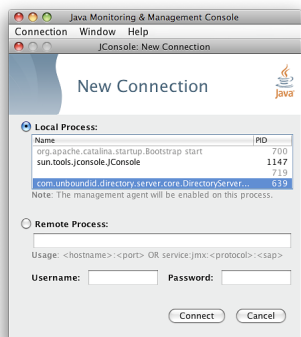 Java Monitoring & Management Console
Connection Window Help
JConsole: New Connection
New Connection
Java
Local Process:
Name PID
org.apache.catalina.startup.Bootstrap start 700
sun.tools.jconsole.JConsole 1147
719
com.unboundid.directory.server.core.DirectoryServer... 639
Note: The management agent will be enabled on this process.
Remote Process:
Usage: <hostname>:<port> OR service:jmx:<protocol>:<sap>
Username: Password:
Connect Cancel